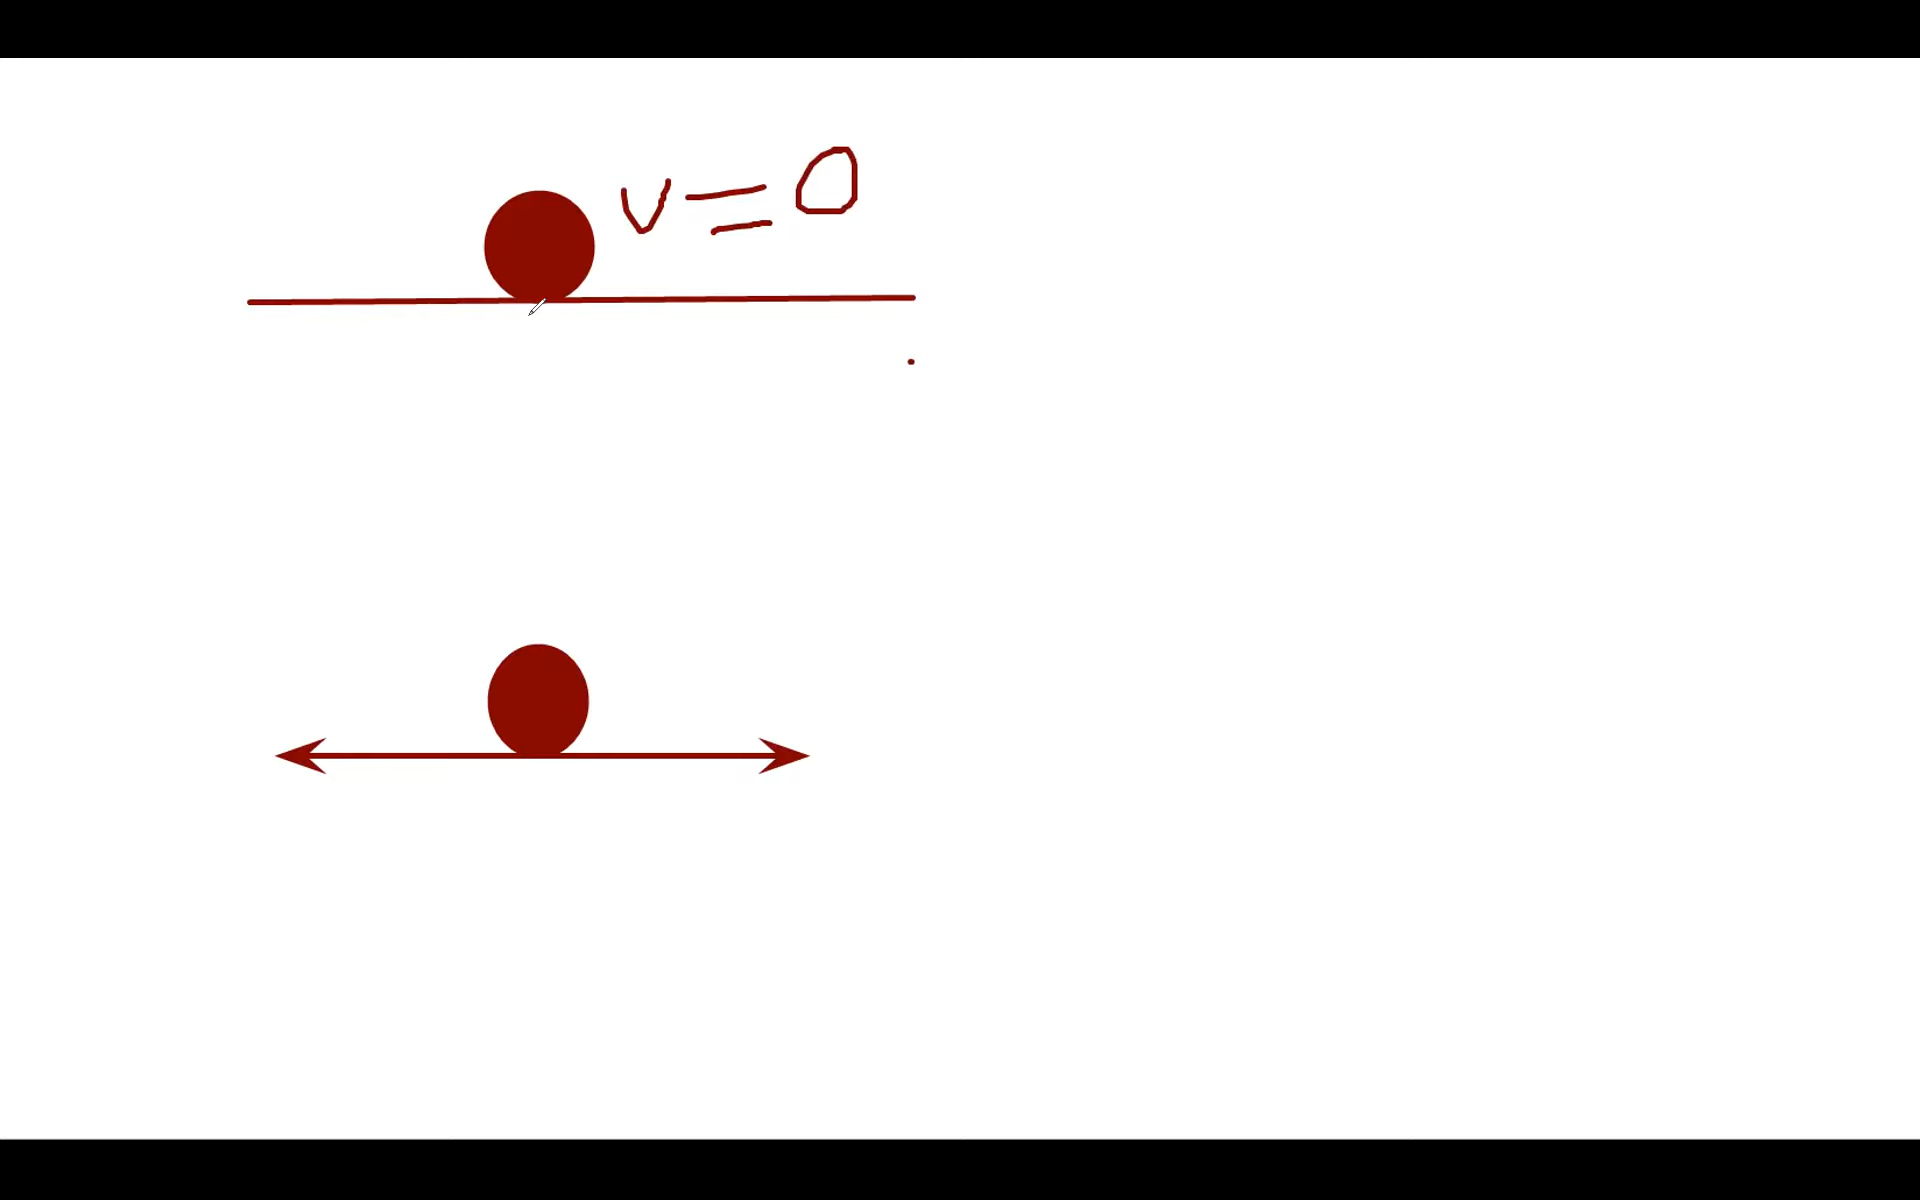 v = 0